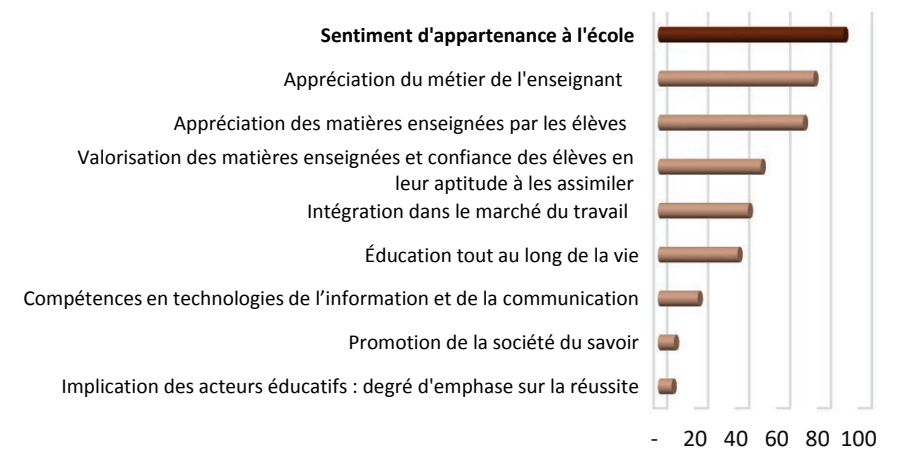 Sentiment d'appartenance à l'école
Appréciation du métier de l'enseignant
Appréciation des matières enseignées par les élèves
Valorisation des matières enseignées et confiance des élèves en
leur aptitude à les assimiler
Intégration dans le marché du travail
Éducation tout au long de la vie
Compétences en technologies de l’information et de la communication
Promotion de la société du savoir
Implication des acteurs éducatifs : degré d'emphase sur la réussite
- 20 40 60 80 100